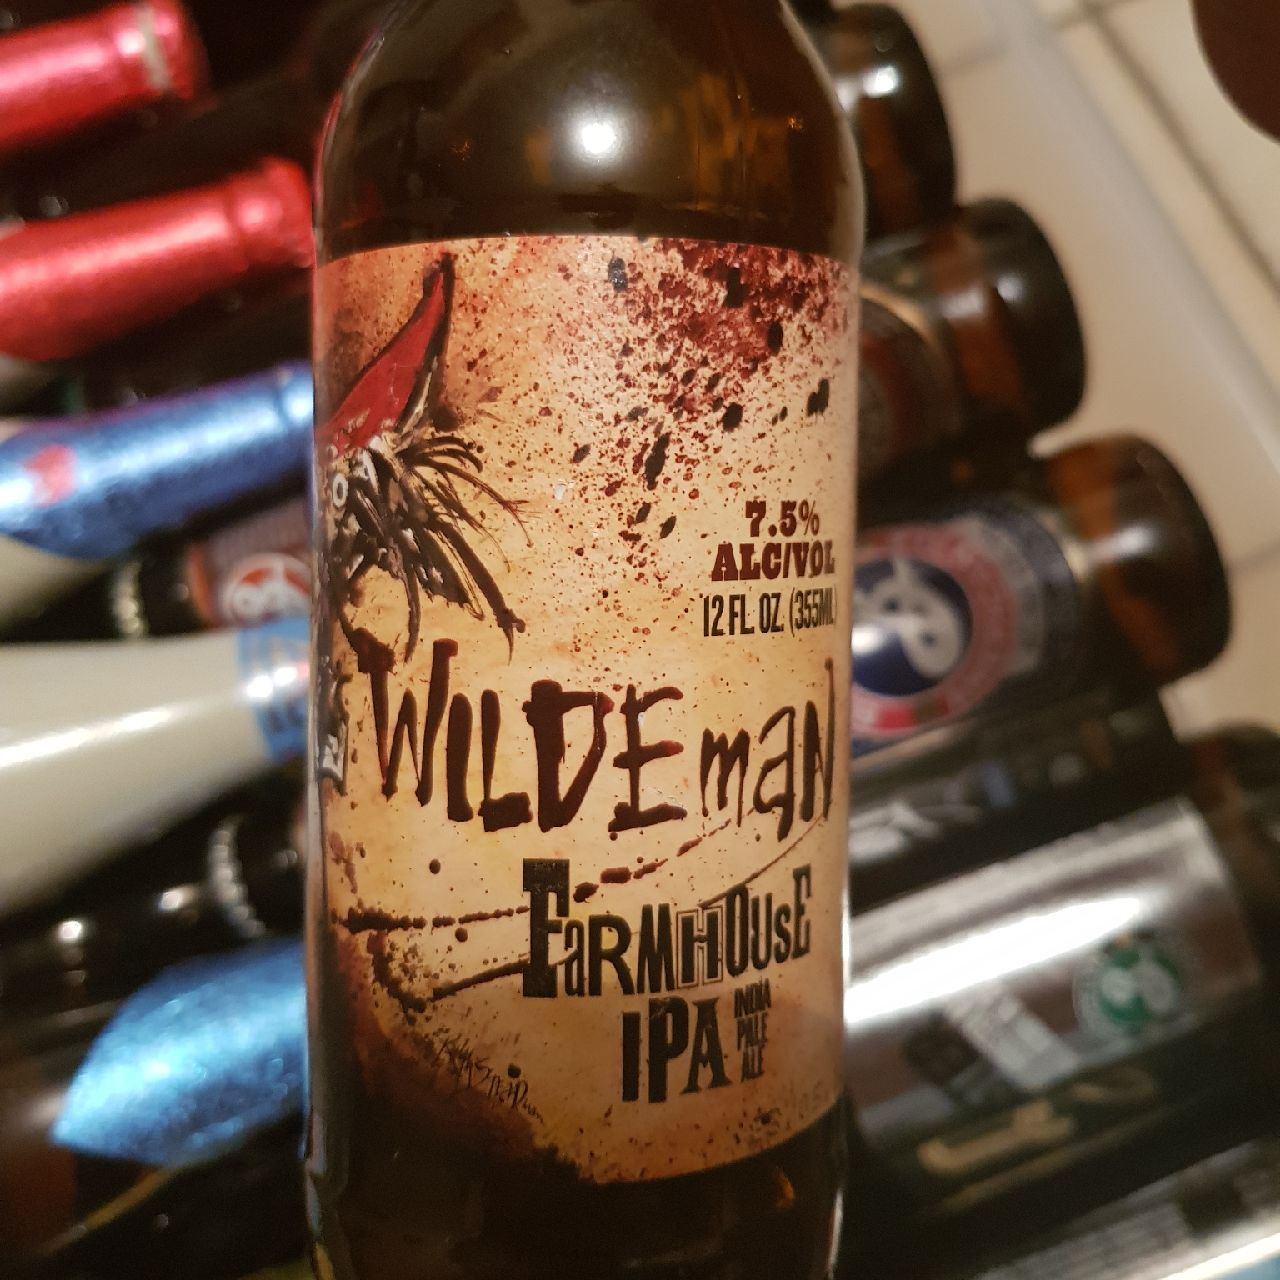 7.5%
ALC/VOL
12 FL. OZ. (355ML)
WILDEmaN
FaRMHOUsE
IPA INDIA
PALE
ALE